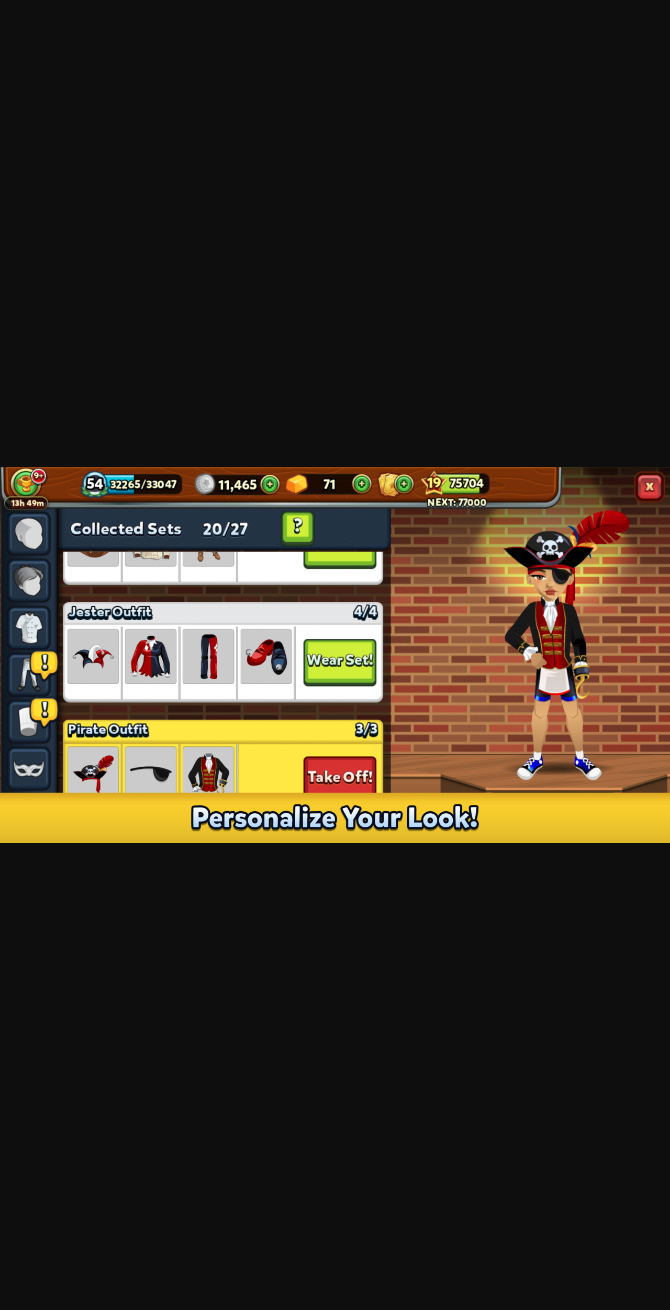 9+
54 32265/33047 11,465 71 19 75704
13h 49m
NEXT: 77000
X
Collected Sets 20/27 ?
Jester Outfit 4/4
Wear Set!
!
!
Pirate Outfit 3/3
Take Off!
Personalize Your Look!